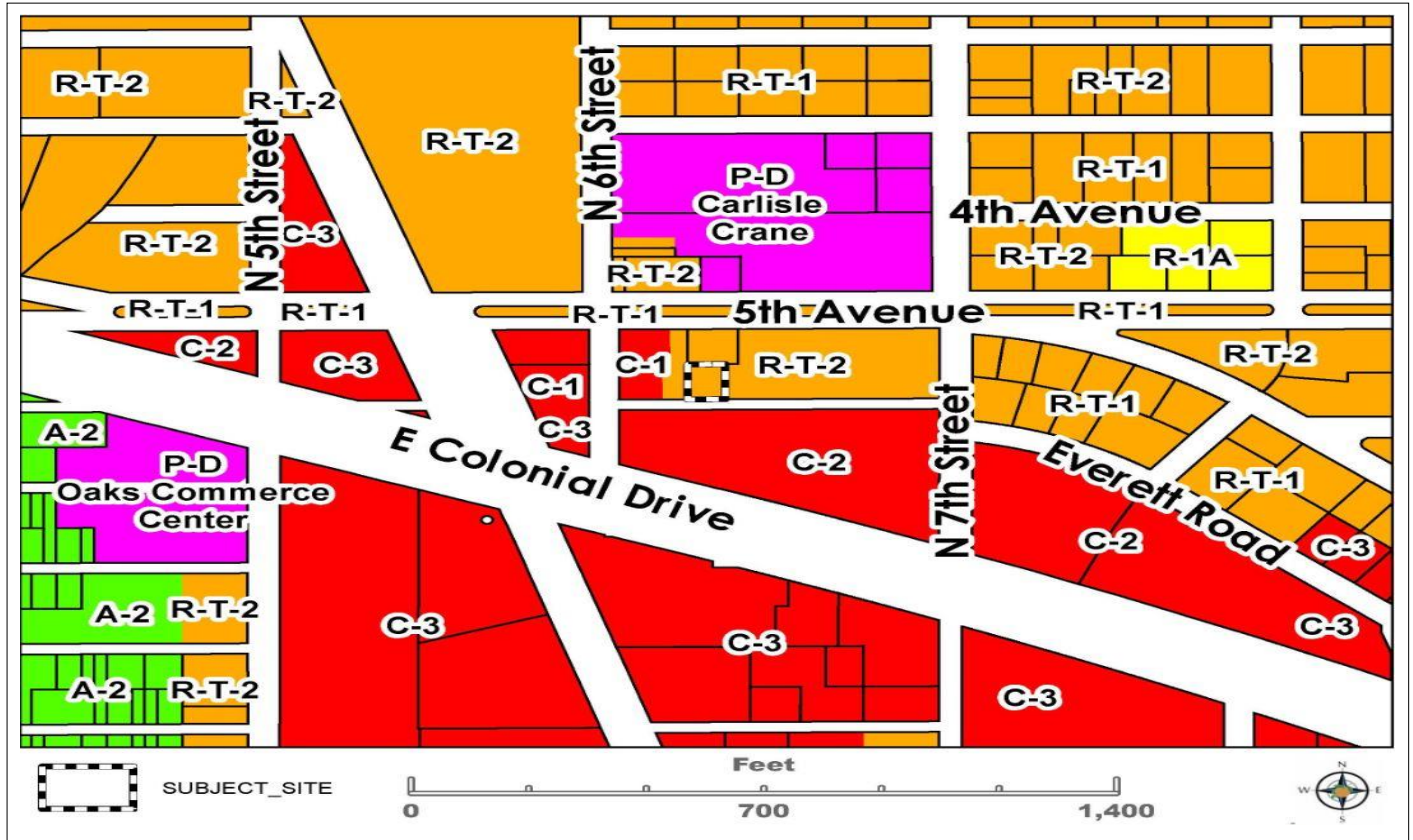 R-T-2
R-T-2
R-T-2
R-T-1
R-T-2
N 5th Street
N 6th Street
P-D
Carlisle
Crane
R-T-1
4th Avenue
C-3
R-T-2
R-T-2
R-T-2
R-1A
R-T-1
R-T-1
R-T-1
5th Avenue
R-T-1
C-2
C-3
C-1
C-1
R-T-2
R-T-2
R-T-1
A-2
C-3
E Colonial Drive
C-2
N 7th Street
Everett Road
R-T-1
P-D
Oaks Commerce
Center
C-2
C-3
A-2
R-T-2
C-3
C-3
C-3
A-2
R-T-2
C-3
SUBJECT_SITE
Feet
0
700
1,400
N
W
E
S